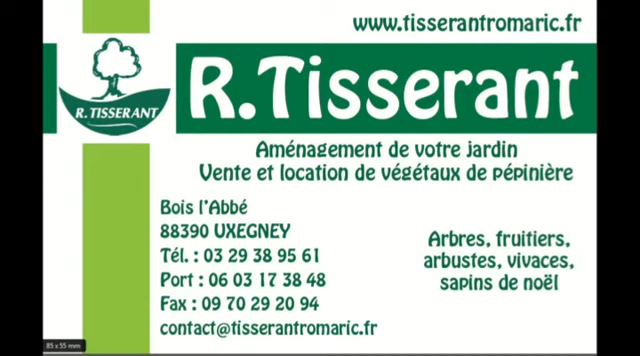 www.tisserantromaric.fr
R. TISSERANT
R.Tisserant
Aménagement de votre jardin
Vente et location de végétaux de pépinière
Bois l'Abbé
88390 UXEGNEY
Tél. : 03 29 38 95 61
Port : 06 03 17 38 48
Fax : 09 70 29 20 94
contact@tisserantromaric.fr
Arbres, fruitiers,
arbustes, vivaces,
sapins de noël
85 x 55 mm